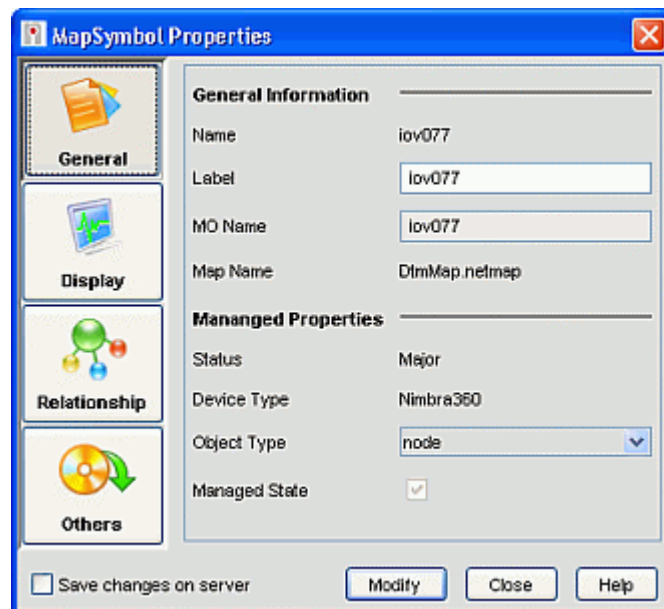 MapSymbol Properties
General
Display
Relationship
Others
General Information
Name iov077
Label iov077
MO Name iov077
Map Name DtmMap.netmap
Mananged Properties
Status Major
Device Type Nimbra360
Object Type node
Managed State
Save changes on server Modify Close Help